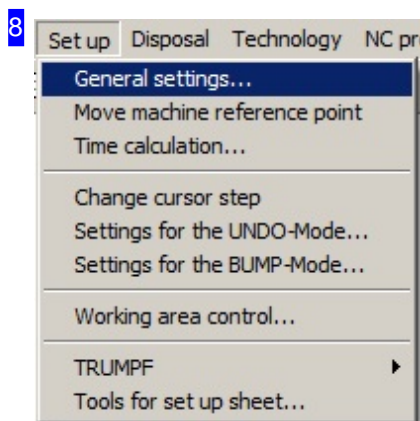 8
Set up Disposal Technology NC pr
General settings...
Move machine reference point
Time calculation...
Change cursor step
Settings for the UNDO-Mode...
Settings for the BUMP-Mode...
Working area control...
TRUMPF
Tools for set up sheet...